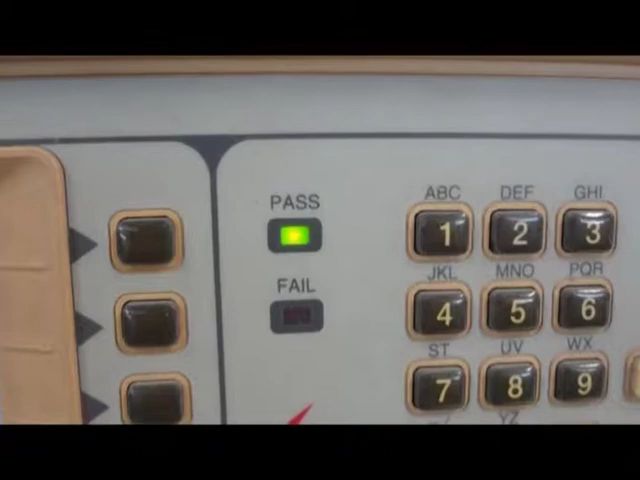 PASS
FAIL
ABC DEF GHI
1 2 3
JKL MNO PQR
4 5 6
ST UV WX
7 8 9
YZ